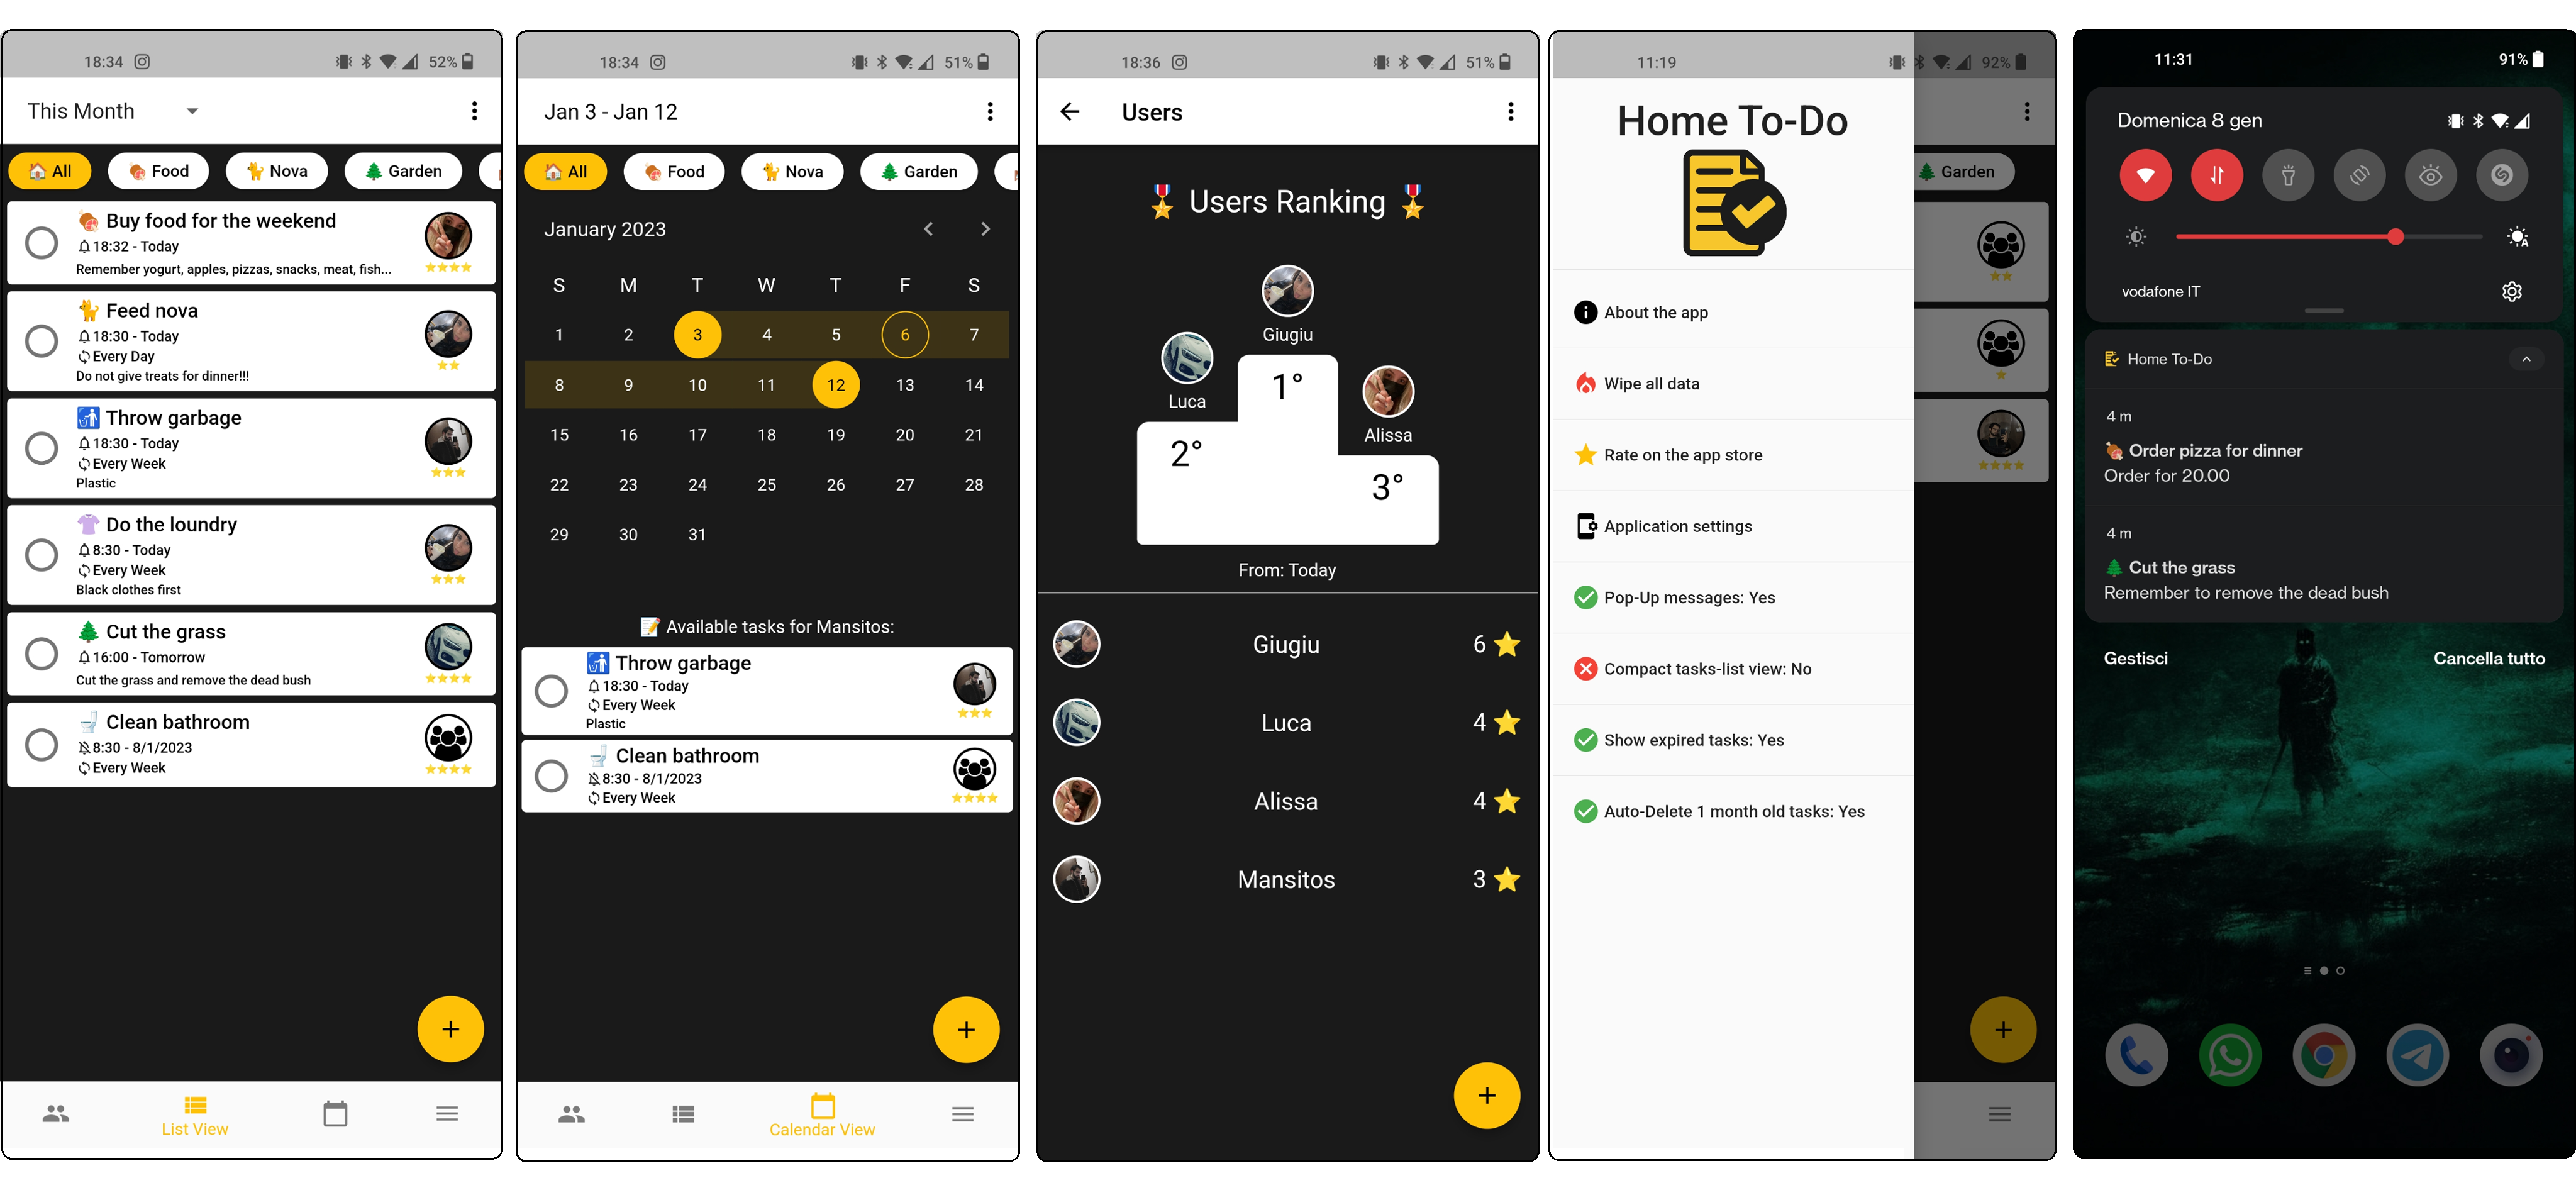 18:34
52%
This Month
All
Food
Nova
Garden
Buy food for the weekend
18:32 - Today
Remember yogurt, apples, pizzas, snacks, meat, fish...
Feed nova
18:30 - Today
Every Day
Do not give treats for dinner!!!
Throw garbage
18:30 - Today
Every Week
Plastic
Do the loundry
8:30 - Today
Every Week
Black clothes first
Cut the grass
16:00 - Tomorrow
Cut the grass and remove the dead bush
Clean bathroom
8:30 - 8/1/2023
Every Week
+
List View
18:34
51%
Jan 3 - Jan 12
All
Food
Nova
Garden
January 2023
S M T W T F S
1 2 3 4 5 6 7
8 9 10 11 12 13 14
15 16 17 18 19 20 21
22 23 24 25 26 27 28
29 30 31
Available tasks for Mansitos:
Throw garbage
18:30 - Today
Every Week
Plastic
Clean bathroom
8:30 - 8/1/2023
Every Week
+
Calendar View
18:36
51%
Users
Users Ranking
Giugiu
1°
Luca
2°
Alissa
3°
From: Today
Giugiu 6
Luca 4
Alissa 4
Mansitos 3
+
11:19
92%
Home To-Do
Garden
About the app
Wipe all data
Rate on the app store
Application settings
Pop-Up messages: Yes
Compact tasks-list view: No
Show expired tasks: Yes
Auto-Delete 1 month old tasks: Yes
+
11:31
91%
Domenica 8 gen
vodafone IT
Home To-Do
4 m
Order pizza for dinner
Order for 20.00
4 m
Cut the grass
Remember to remove the dead bush
Gestisci
Cancella tutto